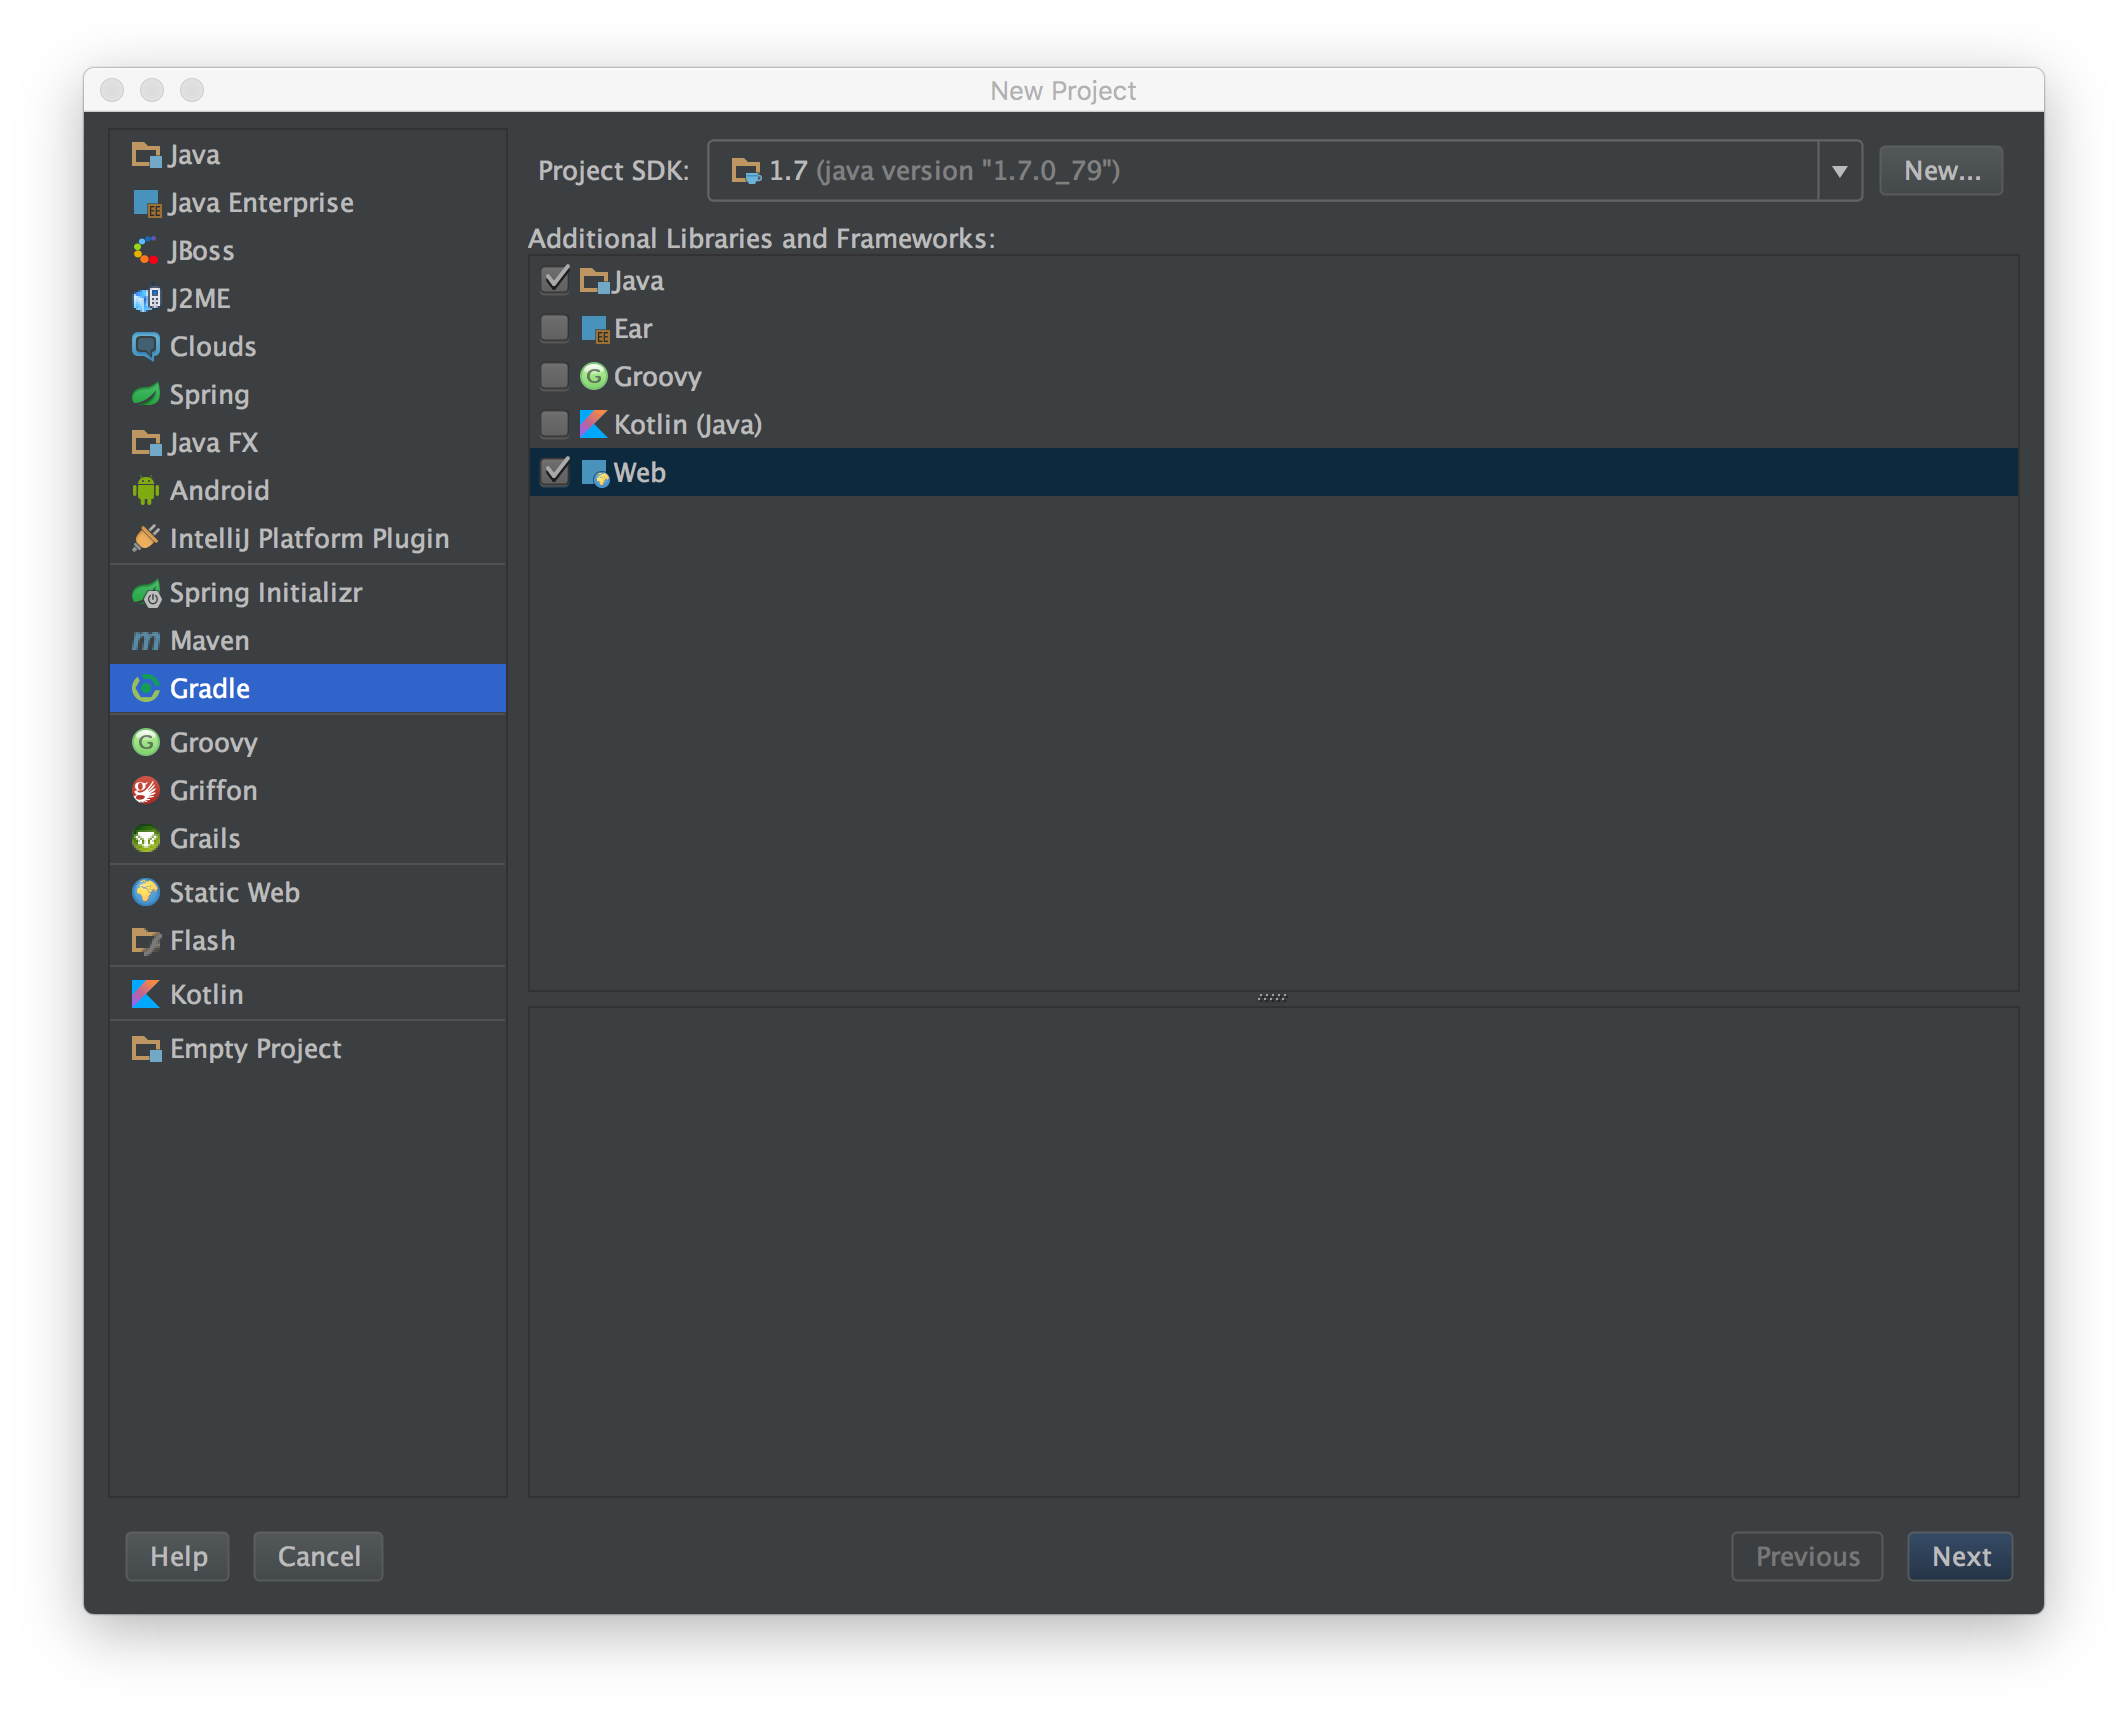 New Project
Java
Java Enterprise
JBoss
J2ME
Clouds
Spring
Java FX
Android
IntelliJ Platform Plugin
Spring Initializr
Maven
Gradle
Groovy
Griffon
Grails
Static Web
Flash
Kotlin
Empty Project
Project SDK: 1.7 (java version "1.7.0_79") New...
Additional Libraries and Frameworks:
Java
Ear
Groovy
Kotlin (Java)
Web
Help Cancel Previous Next